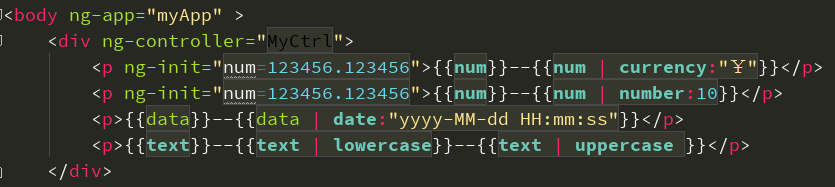 <body ng-app="myApp" >
<div ng-controller="MyCtrl">
<p ng-init="num=123456.123456">{{num}}--{{num | currency:"￥"}}</p>
<p ng-init="num=123456.123456">{{num}}--{{num | number:10}}</p>
<p>{{data}}--{{data | date:"yyyy-MM-dd HH:mm:ss"}}</p>
<p>{{text}}--{{text | lowercase}}--{{text | uppercase }}</p>
</div>